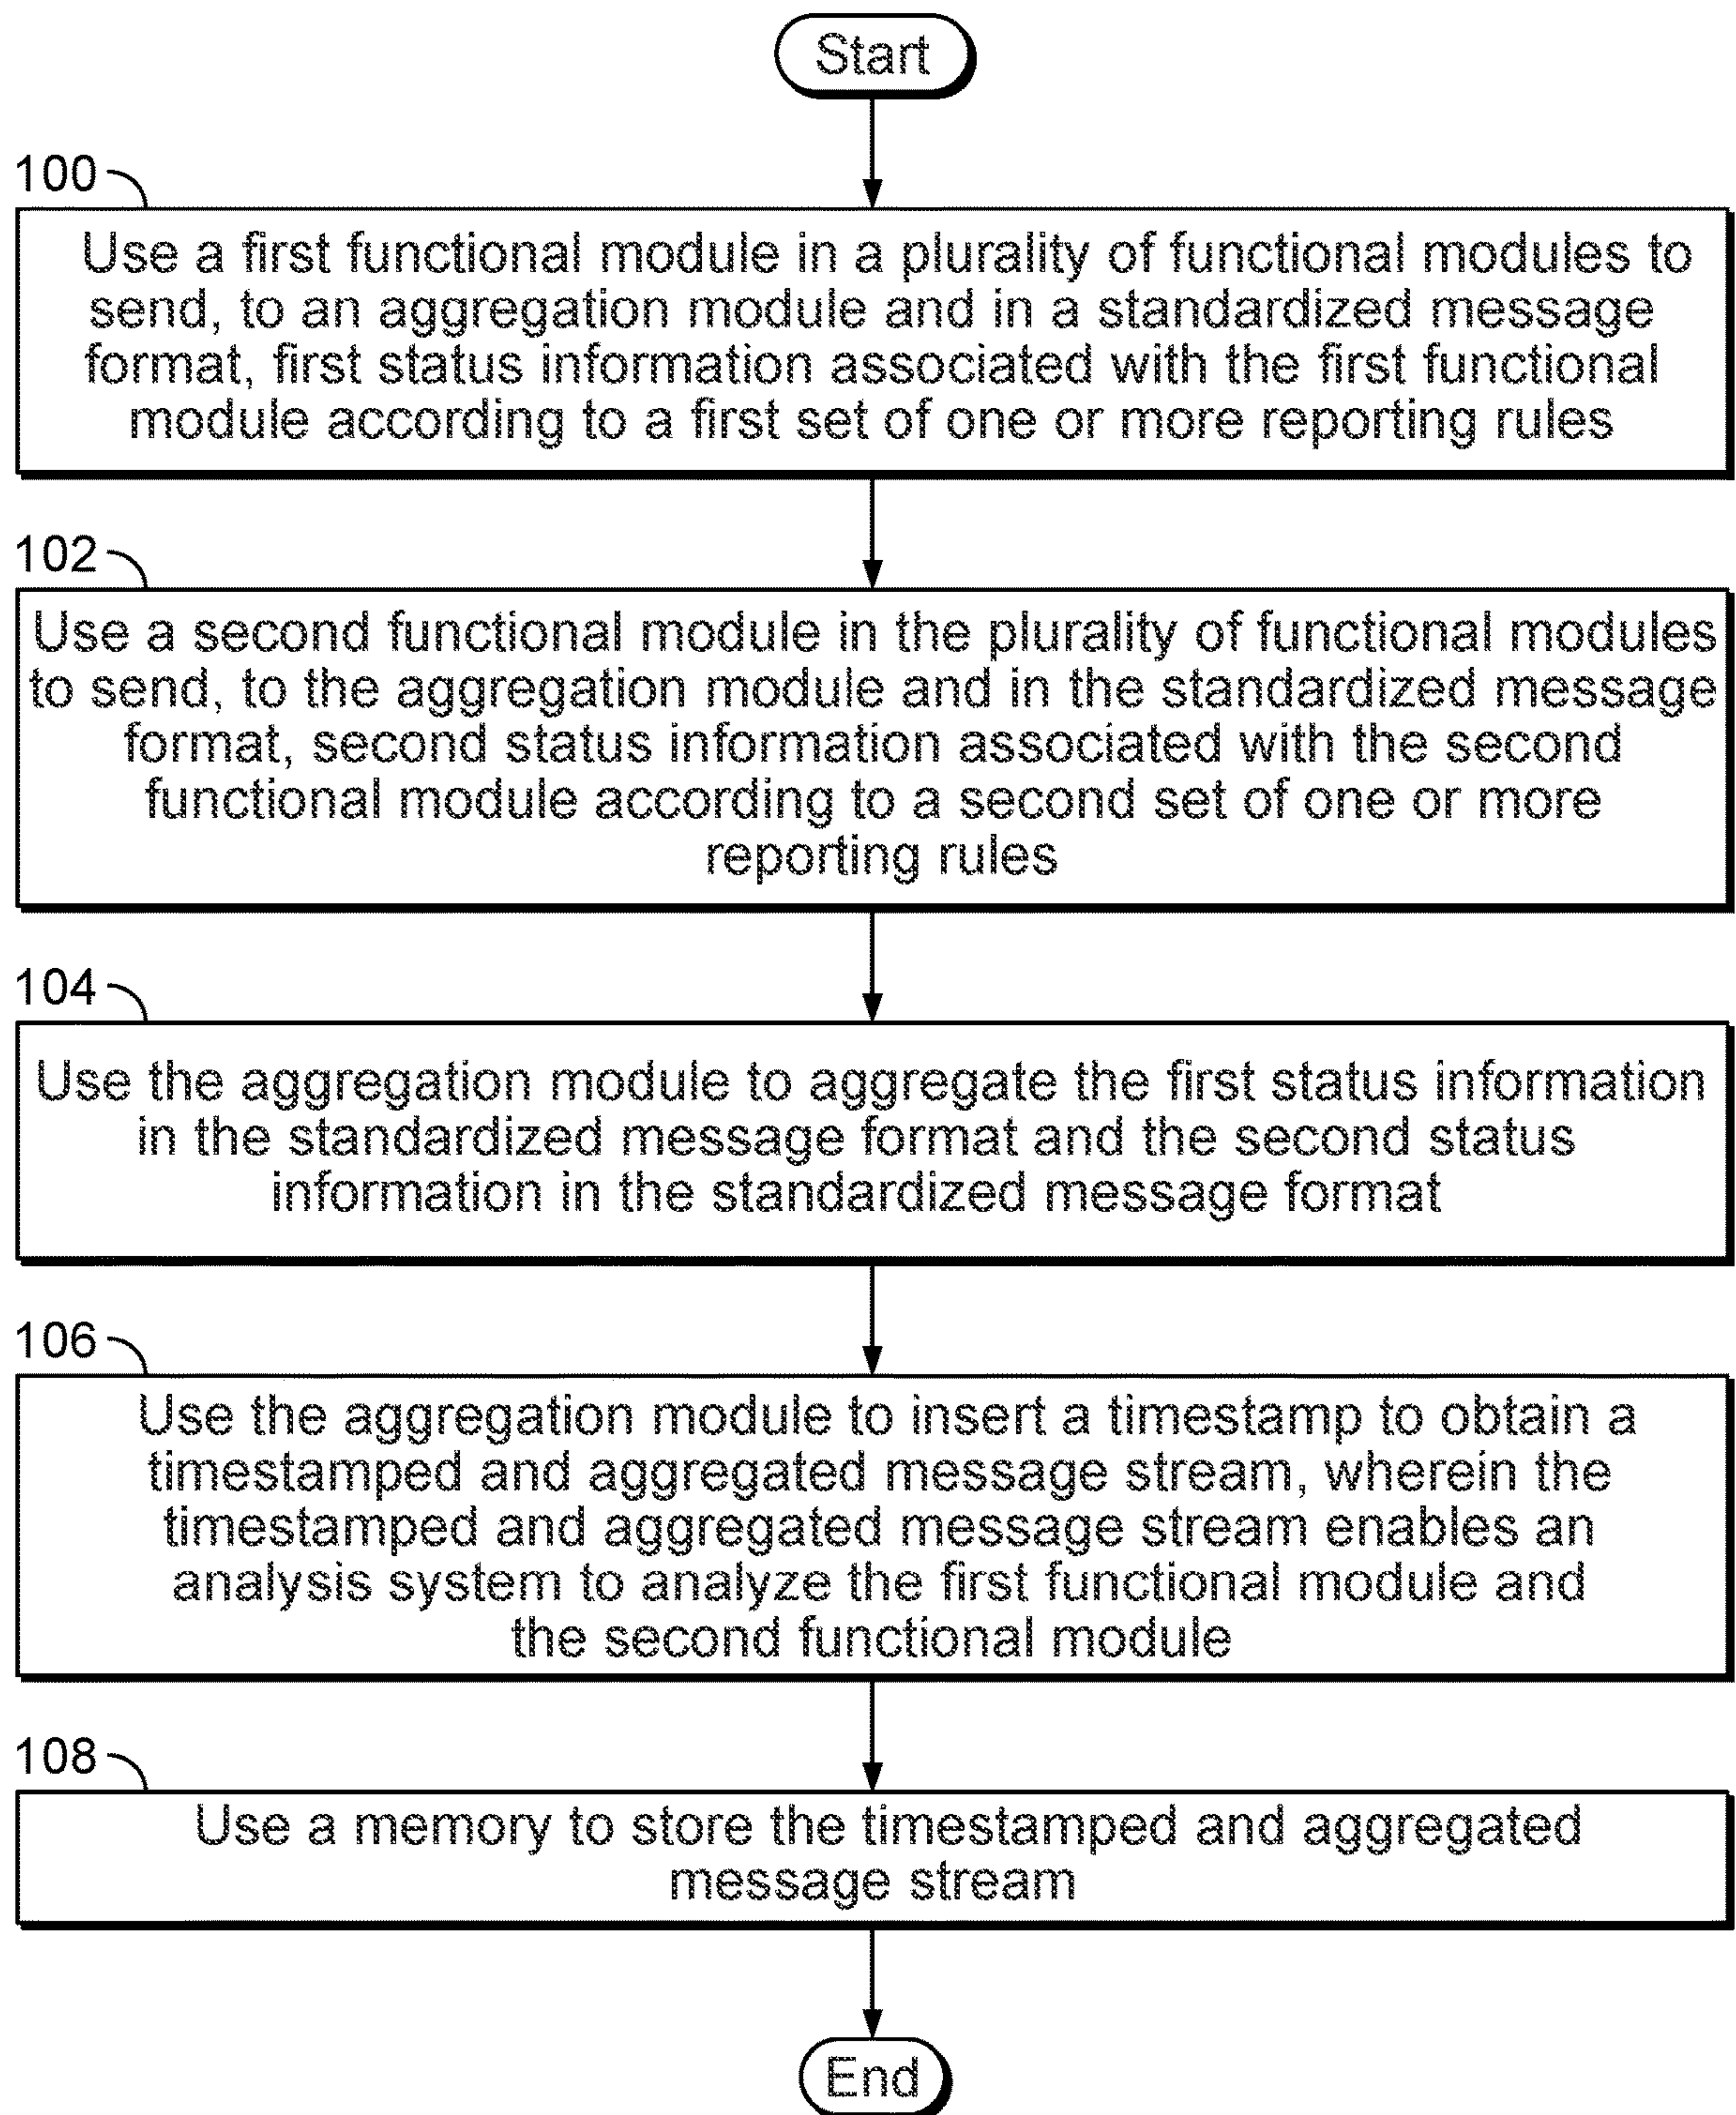 Start
100
Use a first functional module in a plurality of functional modules to
send, to an aggregation module and in a standardized message
format, first status information associated with the first functional
module according to a first set of one or more reporting rules
102
Use a second functional module in the plurality of functional modules
to send, to the aggregation module and in the standardized message
format, second status information associated with the second
functional module according to a second set of one or more
reporting rules
104
Use the aggregation module to aggregate the first status information
in the standardized message format and the second status
information in the standardized message format
106
Use the aggregation module to insert a timestamp to obtain a
timestamped and aggregated message stream, wherein the
timestamped and aggregated message stream enables an
analysis system to analyze the first functional module and
the second functional module
108
Use a memory to store the timestamped and aggregated
message stream
End